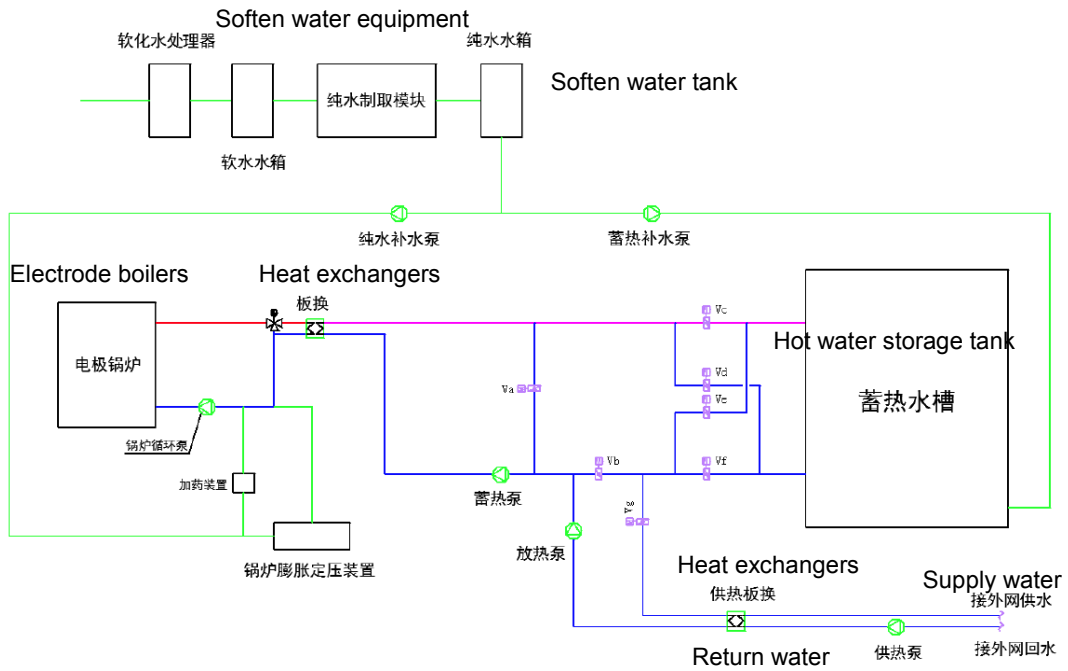 Soften water equipment
软化水处理器
纯水水箱
Soften water tank
纯水制取模块
软水水箱
纯水补水泵
蓄热补水泵
Electrode boilers
Heat exchangers
板换
Vc
Hot water storage tank
电极锅炉
Vd
Va
Ve
蓄热水槽
锅炉循环泵
Vb
Vf
加药装置
蓄热泵
Vg
放热泵
锅炉膨胀定压装置
Heat exchangers
Supply water
供热板换
接外网供水
Return water
供热泵
接外网回水